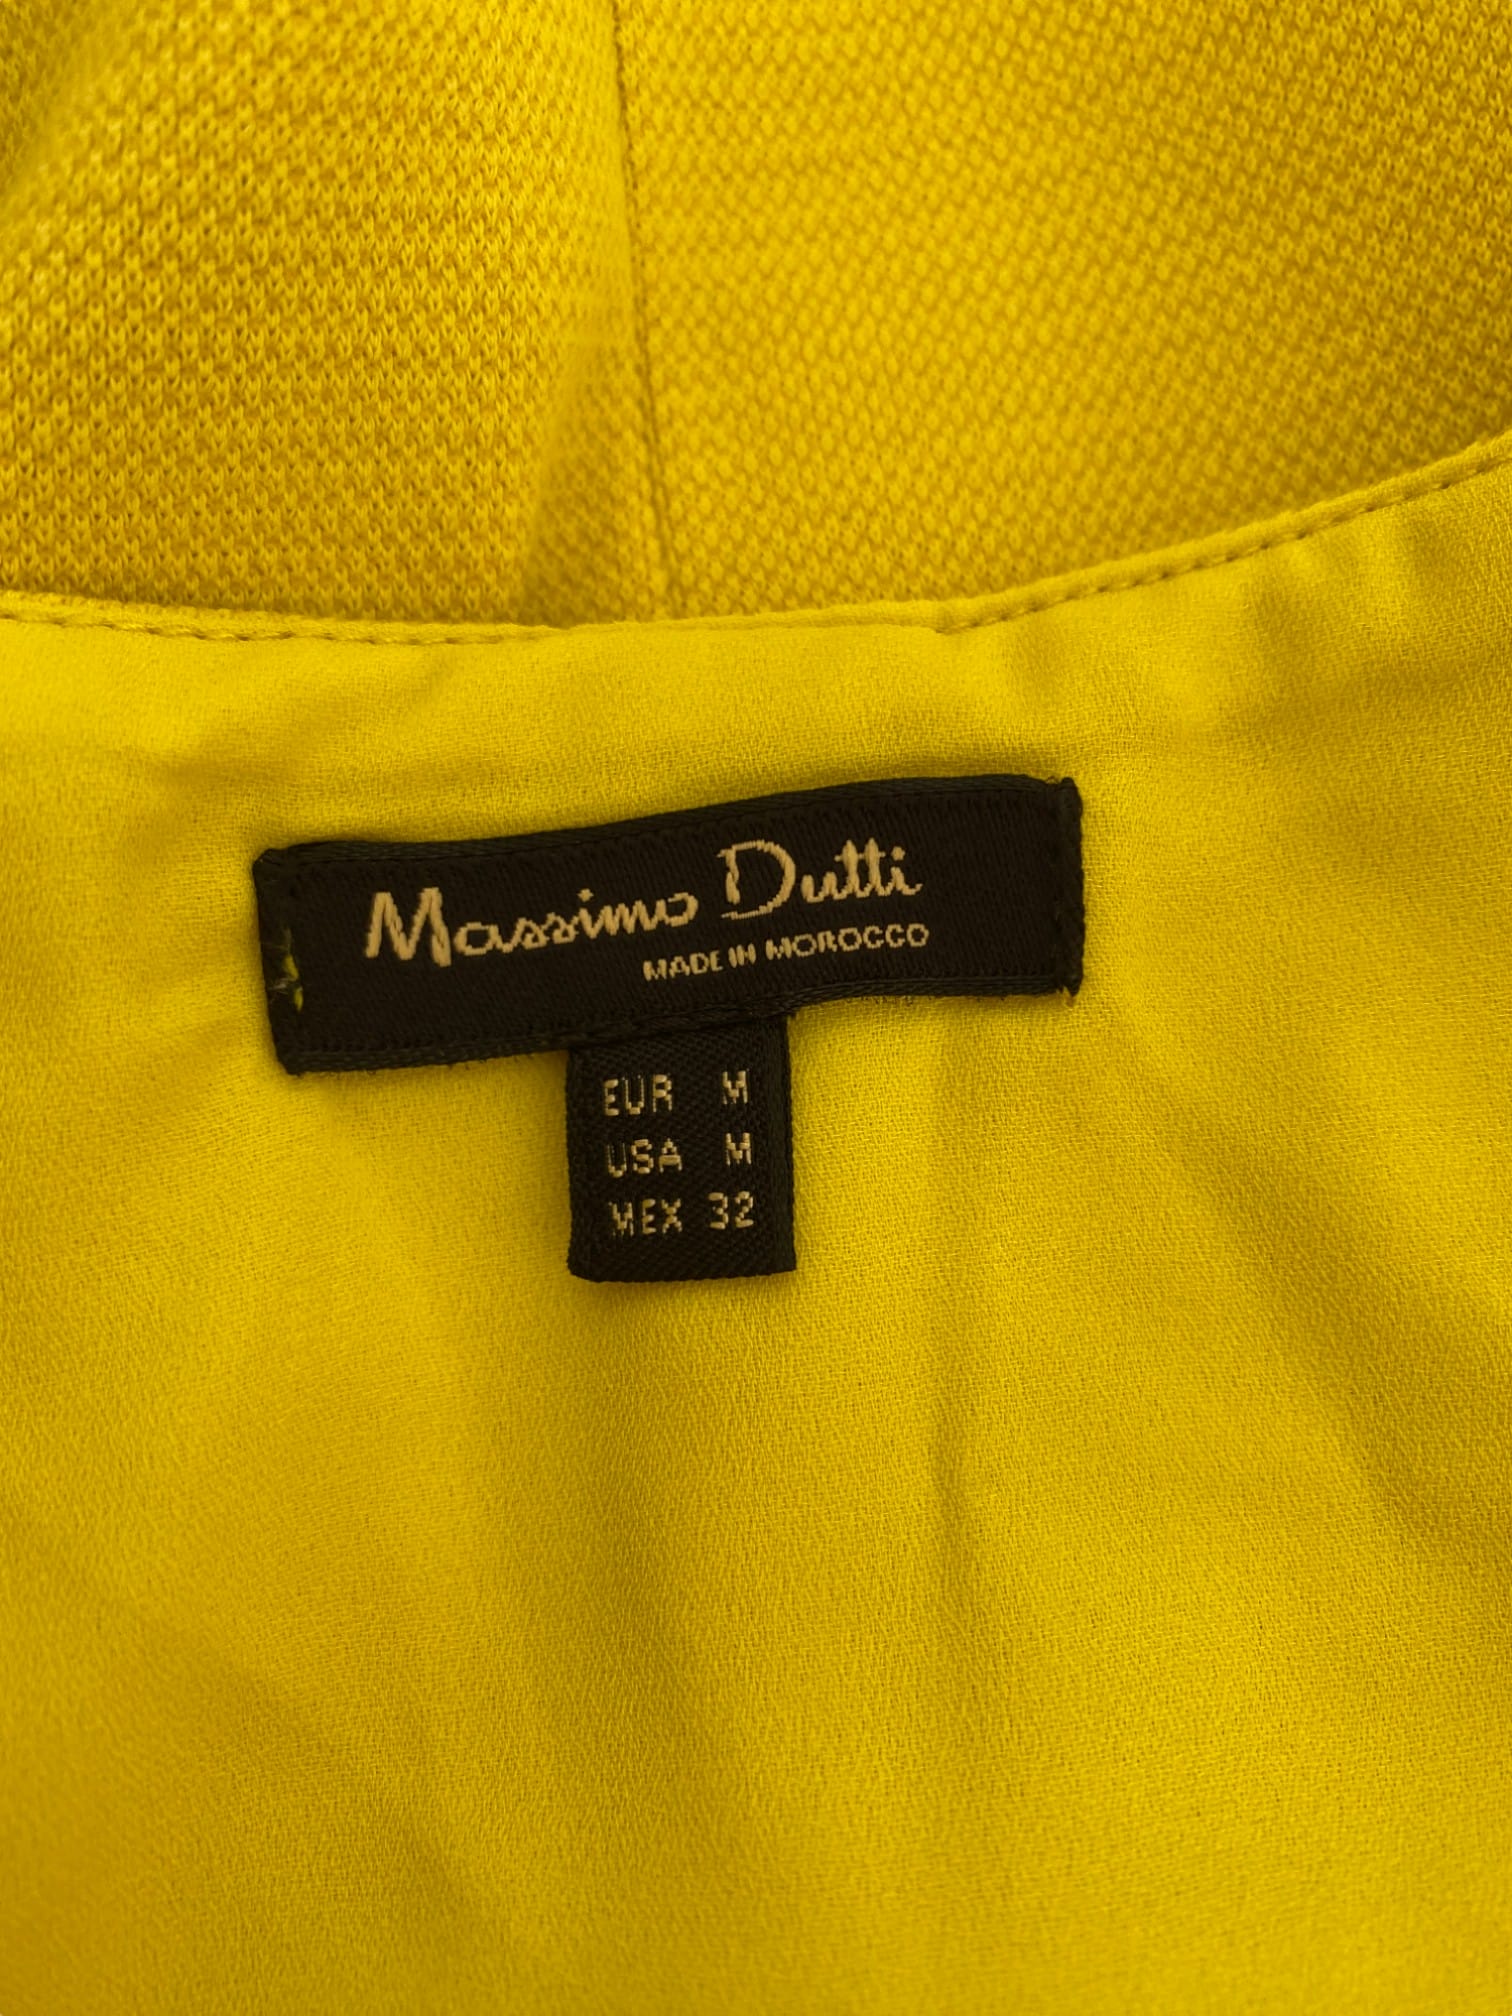 Massimo Dutti
MADE IN MOROCCO
EUR M
USA M
MEX 32